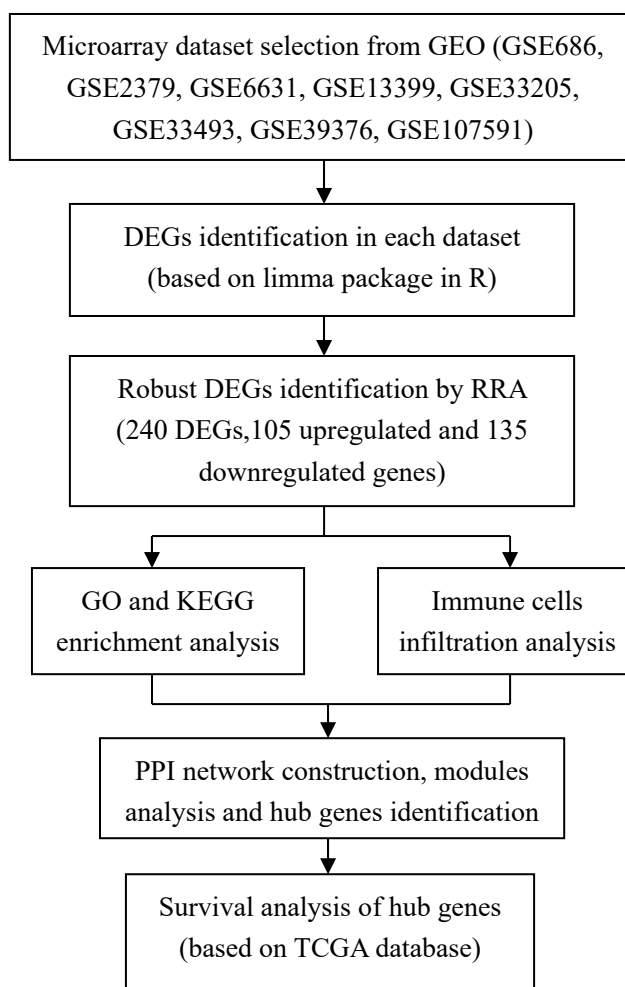 Microarray dataset selection from GEO (GSE686,
GSE2379, GSE6631, GSE13399, GSE33205,
GSE33493, GSE39376, GSE107591)
DEGs identification in each dataset
(based on limma package in R)
Robust DEGs identification by RRA
(240 DEGs,105 upregulated and 135
downregulated genes)
GO and KEGG
enrichment analysis
Immune cells
infiltration analysis
PPI network construction, modules
analysis and hub genes identification
Survival analysis of hub genes
(based on TCGA database)